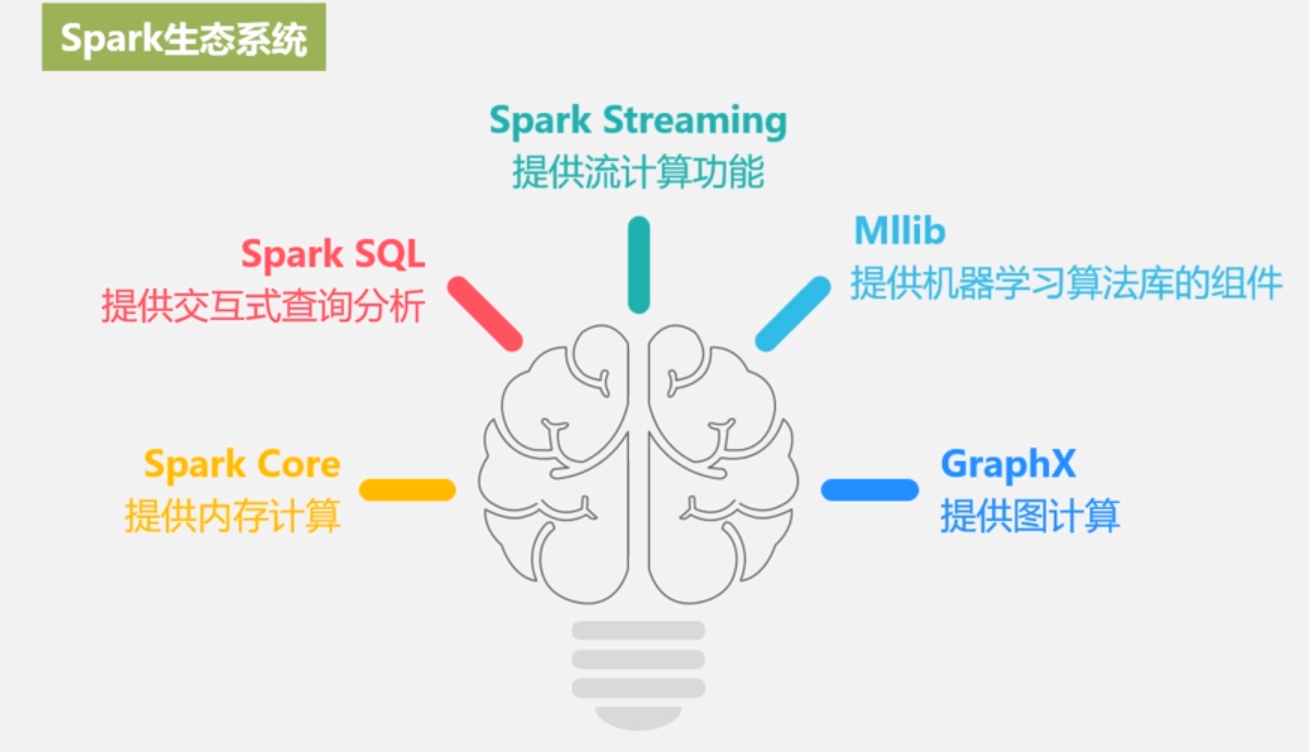 Spark生态系统
Spark Streaming
提供流计算功能
Mllib
提供机器学习算法库的组件
Spark SQL
提供交互式查询分析
Spark Core
提供内存计算
GraphX
提供图计算